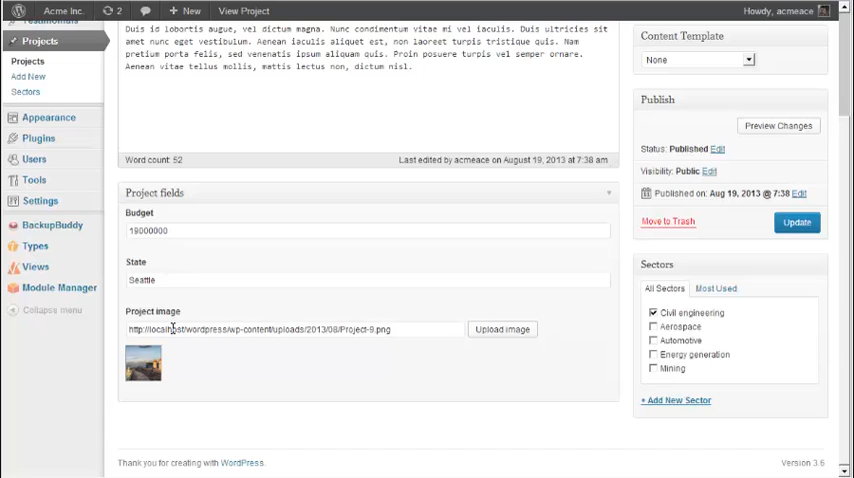 Acme Inc.
2
New
View Project
Howdy, acmeace
Testimonials
Projects
Projects
Add New
Sectors
Appearance
Plugins
Users
Tools
Settings
BackupBuddy
Types
Views
Module Manager
Collapse menu
Duis id lobortis augue, vel dictum magna. Nunc condimentum vitae mi vel iaculis. Duis ultricies sit
amet nunc eget vestibulum. Aenean iaculis aliquet est, non laoreet turpis tristique quis. Nam
pretium porta felis, sed venenatis ipsum aliquam quis. Proin posuere turpis vel semper ornare.
Aenean vitae tellus mollis, mattis lectus non, dictum nisl.
Word count: 52
Last edited by acmeace on August 19, 2013 at 7:38 am
Project fields
Budget
19000000
State
Seattle
Project image
http://localhost/wordpress/wp-content/uploads/2013/08/Project-9.png
Upload image
Content Template
None
Publish
Preview Changes
Status: Published Edit
Visibility: Public Edit
Published on: Aug 19, 2013 @ 7:38 Edit
Move to Trash
Update
Sectors
All Sectors
Most Used
Civil engineering
Aerospace
Automotive
Energy generation
Mining
+ Add New Sector
Thank you for creating with WordPress.
Version 3.6